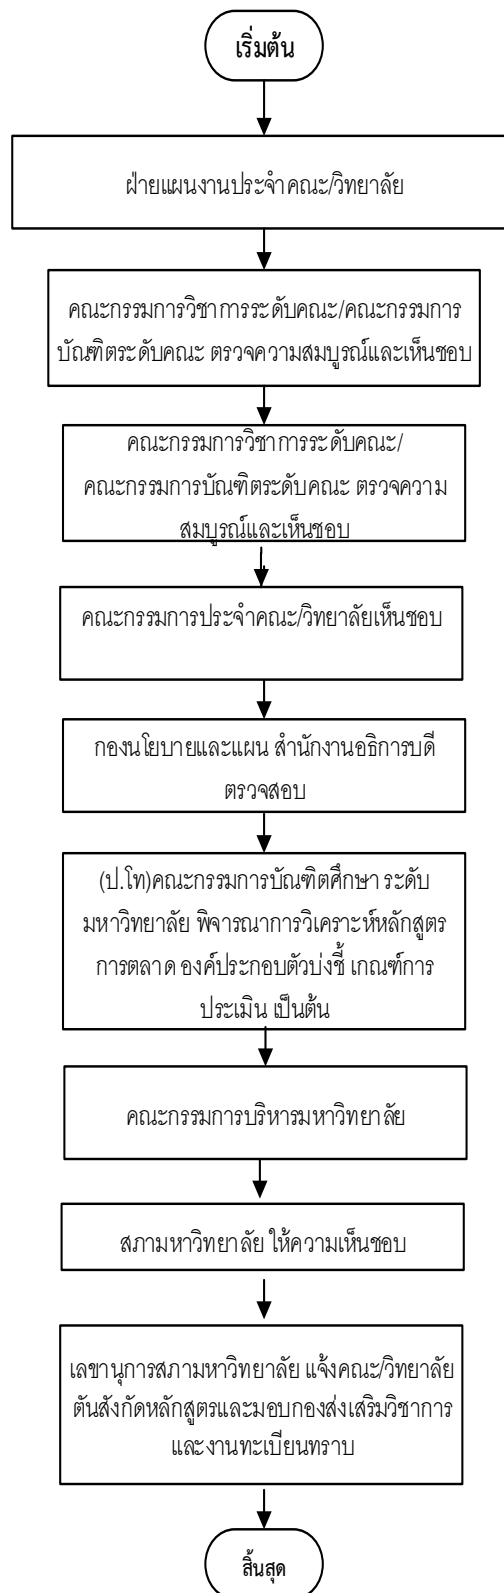 เริ่มต้น
ฝ่ายแผนงานประจำคณะ/วิทยาลัย
คณะกรรมการวิชาการระดับคณะ/คณะกรรมการ
บัณฑิตระดับคณะ ตรวจความสมบูรณ์และเห็นชอบ
คณะกรรมการวิชาการระดับคณะ/
คณะกรรมการบัณฑิตระดับคณะ ตรวจความ
สมบูรณ์และเห็นชอบ
คณะกรรมการประจำคณะ/วิทยาลัยเห็นชอบ
กองนโยบายและแผน สำนักงานอธิการบดี
ตรวจสอบ
(ป.โท)คณะกรรมการบัณฑิตศึกษา ระดับ
มหาวิทยาลัย พิจารณาการวิเคราะห์หลักสูตร
การตลาด องค์ประกอบตัวบ่งชี้ เกณฑ์การ
ประเมิน เป็นต้น
คณะกรรมการบริหารมหาวิทยาลัย
สภามหาวิทยาลัย ให้ความเห็นชอบ
เลขานุการสภามหาวิทยาลัย แจ้งคณะ/วิทยาลัย
ต้นสังกัดหลักสูตรและมอบกองส่งเสริมวิชาการ
และงานทะเบียนทราบ
สิ้นสุด